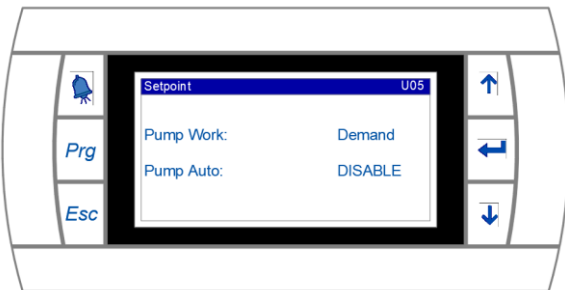 Setpoint U05
Prg
Pump Work: Demand
Pump Auto: DISABLE
Esc